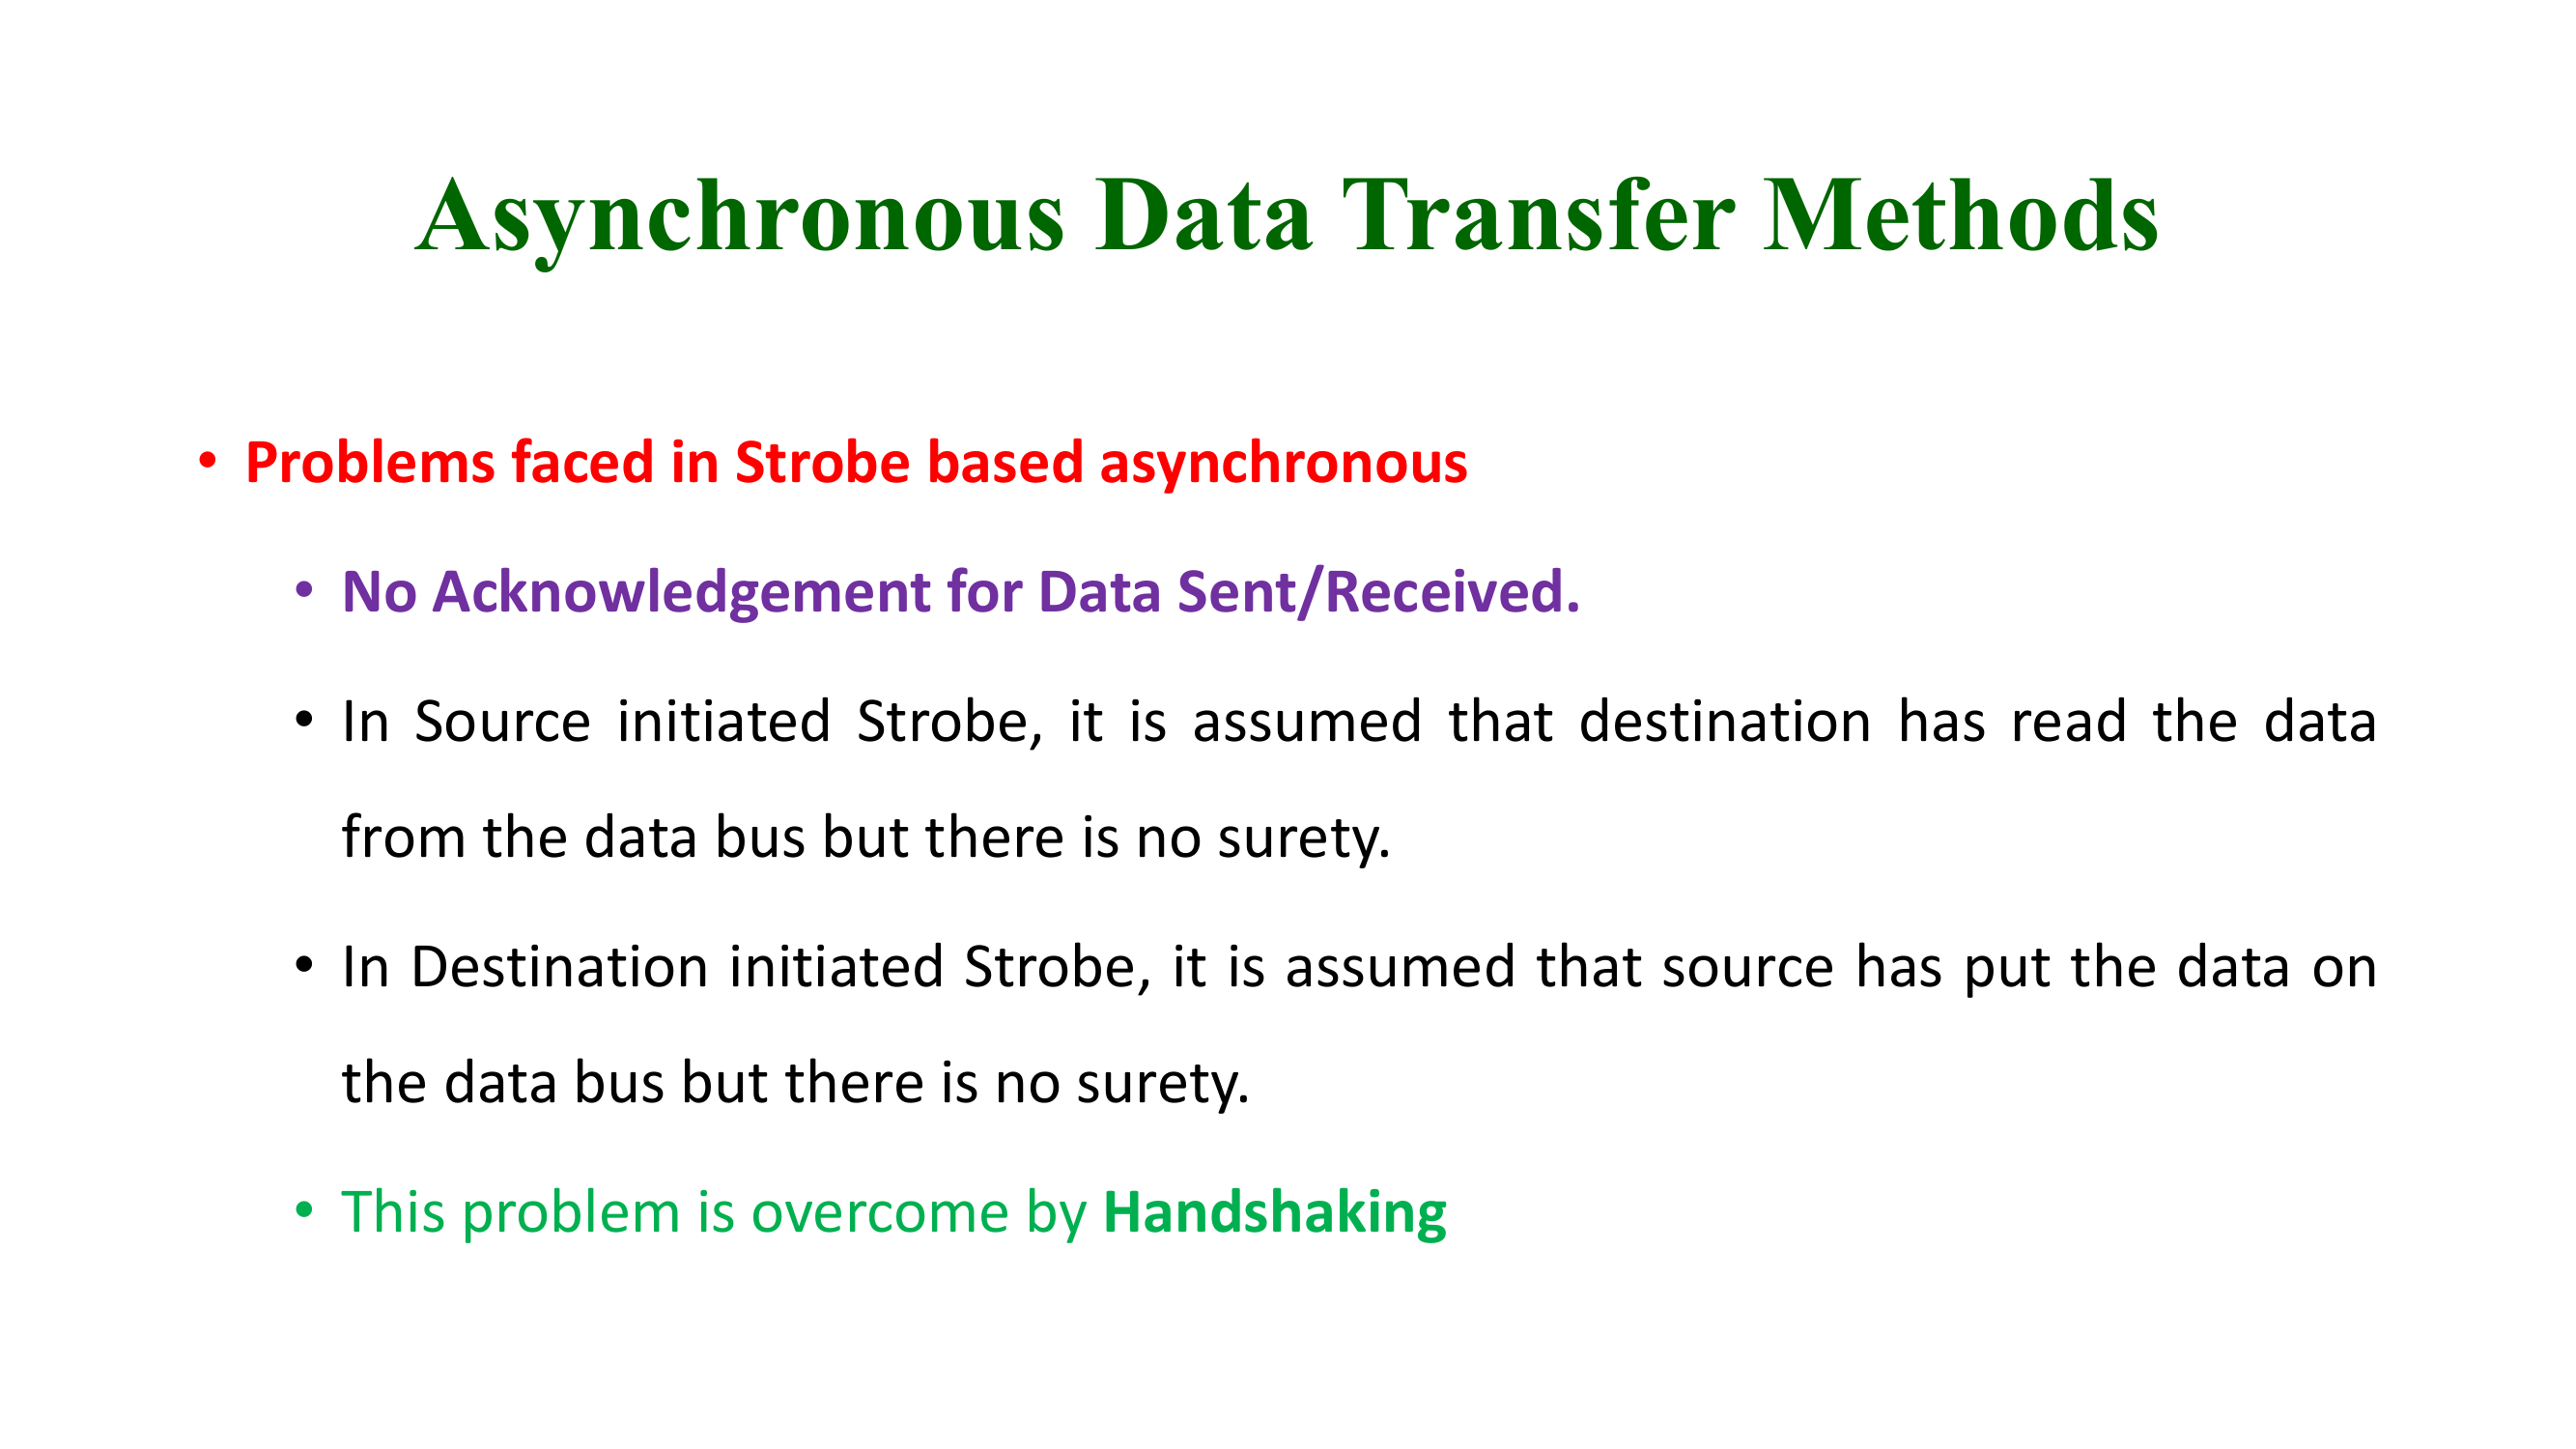 Asynchronous Data Transfer Methods
• Problems faced in Strobe based asynchronous
• No Acknowledgement for Data Sent/Received.
• In Source initiated Strobe, it is assumed that destination has read the data
from the data bus but there is no surety.
• In Destination initiated Strobe, it is assumed that source has put the data on
the data bus but there is no surety.
• This problem is overcome by Handshaking